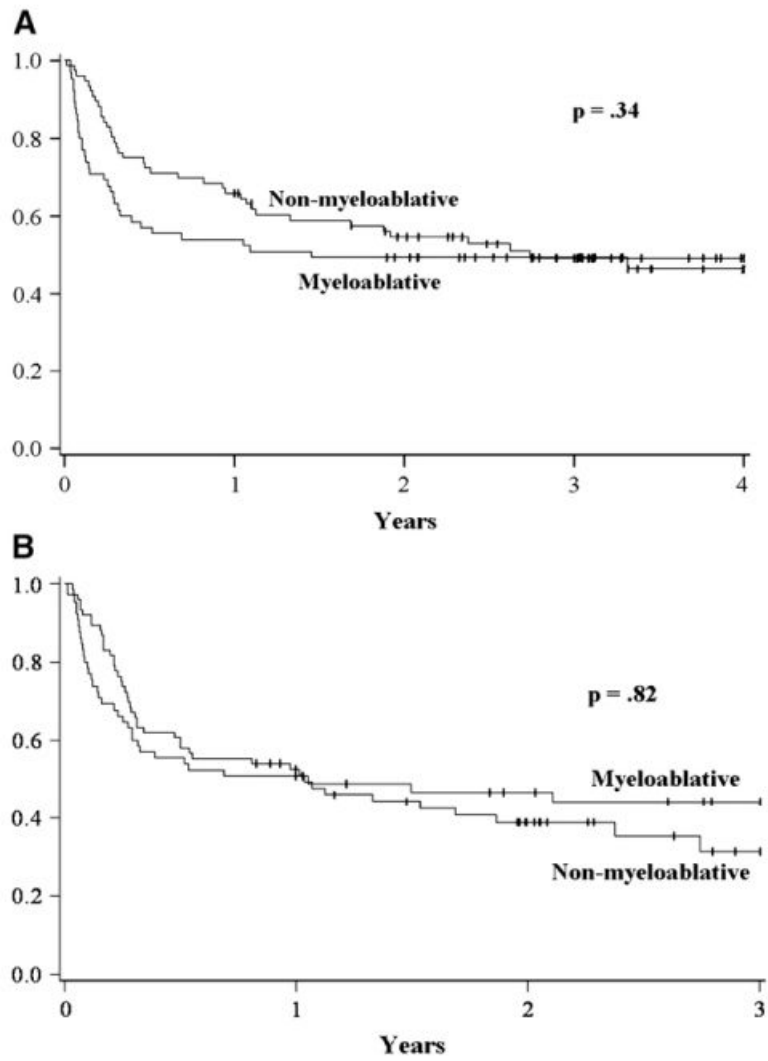 A
1.0
0.8
0.6
0.4
0.2
0.0
p = .34
Non-myeloablative
Myeloablative
0 1 2 3 4
Years
B
1.0
0.8
0.6
0.4
0.2
0.0
p = .82
Myeloablative
Non-myeloablative
0 1 2 3
Years